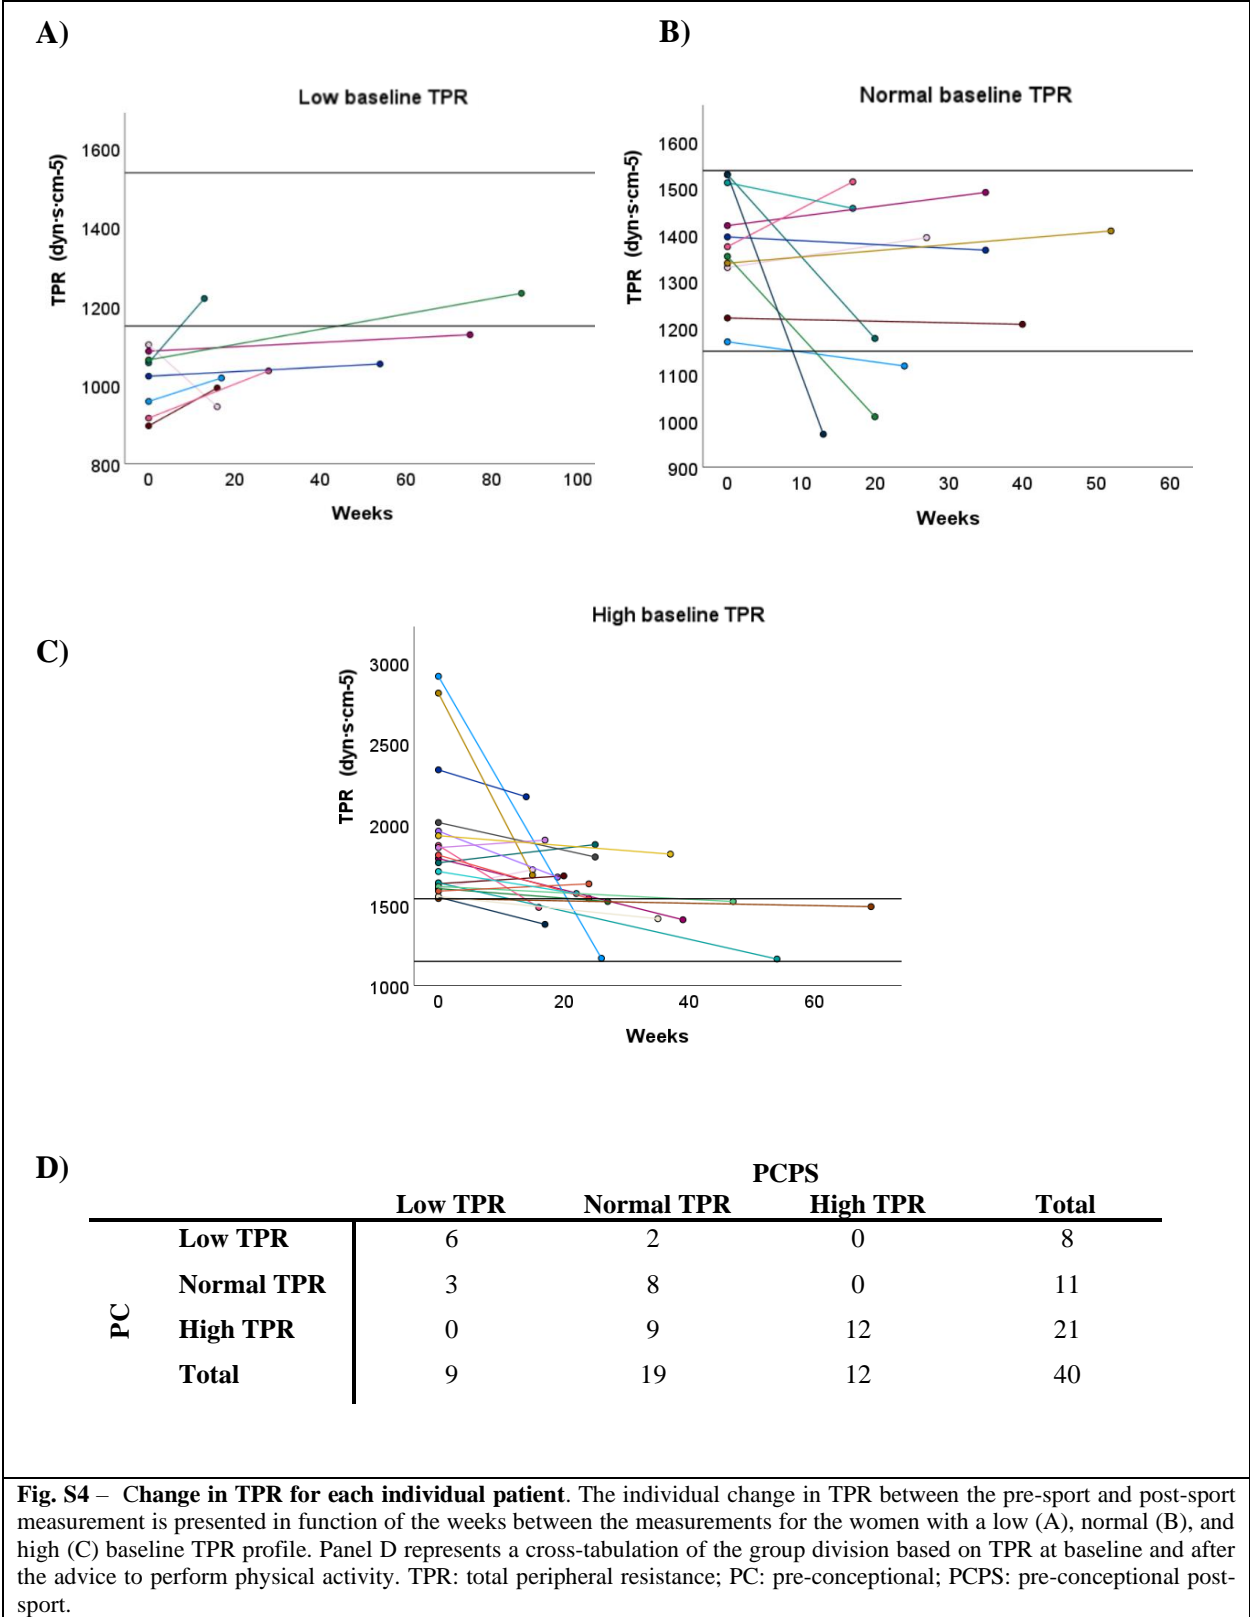 A)
B)
Low baseline TPR
TPR (dyn·s·cm-5)
1600
1400
1200
1000
800
0 20 40 60 80 100
Weeks
Normal baseline TPR
TPR (dyn·s·cm-5)
1600
1500
1400
1300
1200
1100
1000
900
0 10 20 30 40 50 60
Weeks
C)
High baseline TPR
TPR (dyn·s·cm-5)
3000
2500
2000
1500
1000
0 20 40 60
Weeks
D)
PCPS
Low TPR Normal TPR High TPR Total
PC
Low TPR 6 2 0 8
Normal TPR 3 8 0 11
High TPR 0 9 12 21
Total 9 19 12 40
Fig. S4 – Change in TPR for each individual patient. The individual change in TPR between the pre-sport and post-sport
measurement is presented in function of the weeks between the measurements for the women with a low (A), normal (B), and
high (C) baseline TPR profile. Panel D represents a cross-tabulation of the group division based on TPR at baseline and after
the advice to perform physical activity. TPR: total peripheral resistance; PC: pre-conceptional; PCPS: pre-conceptional post-
sport.